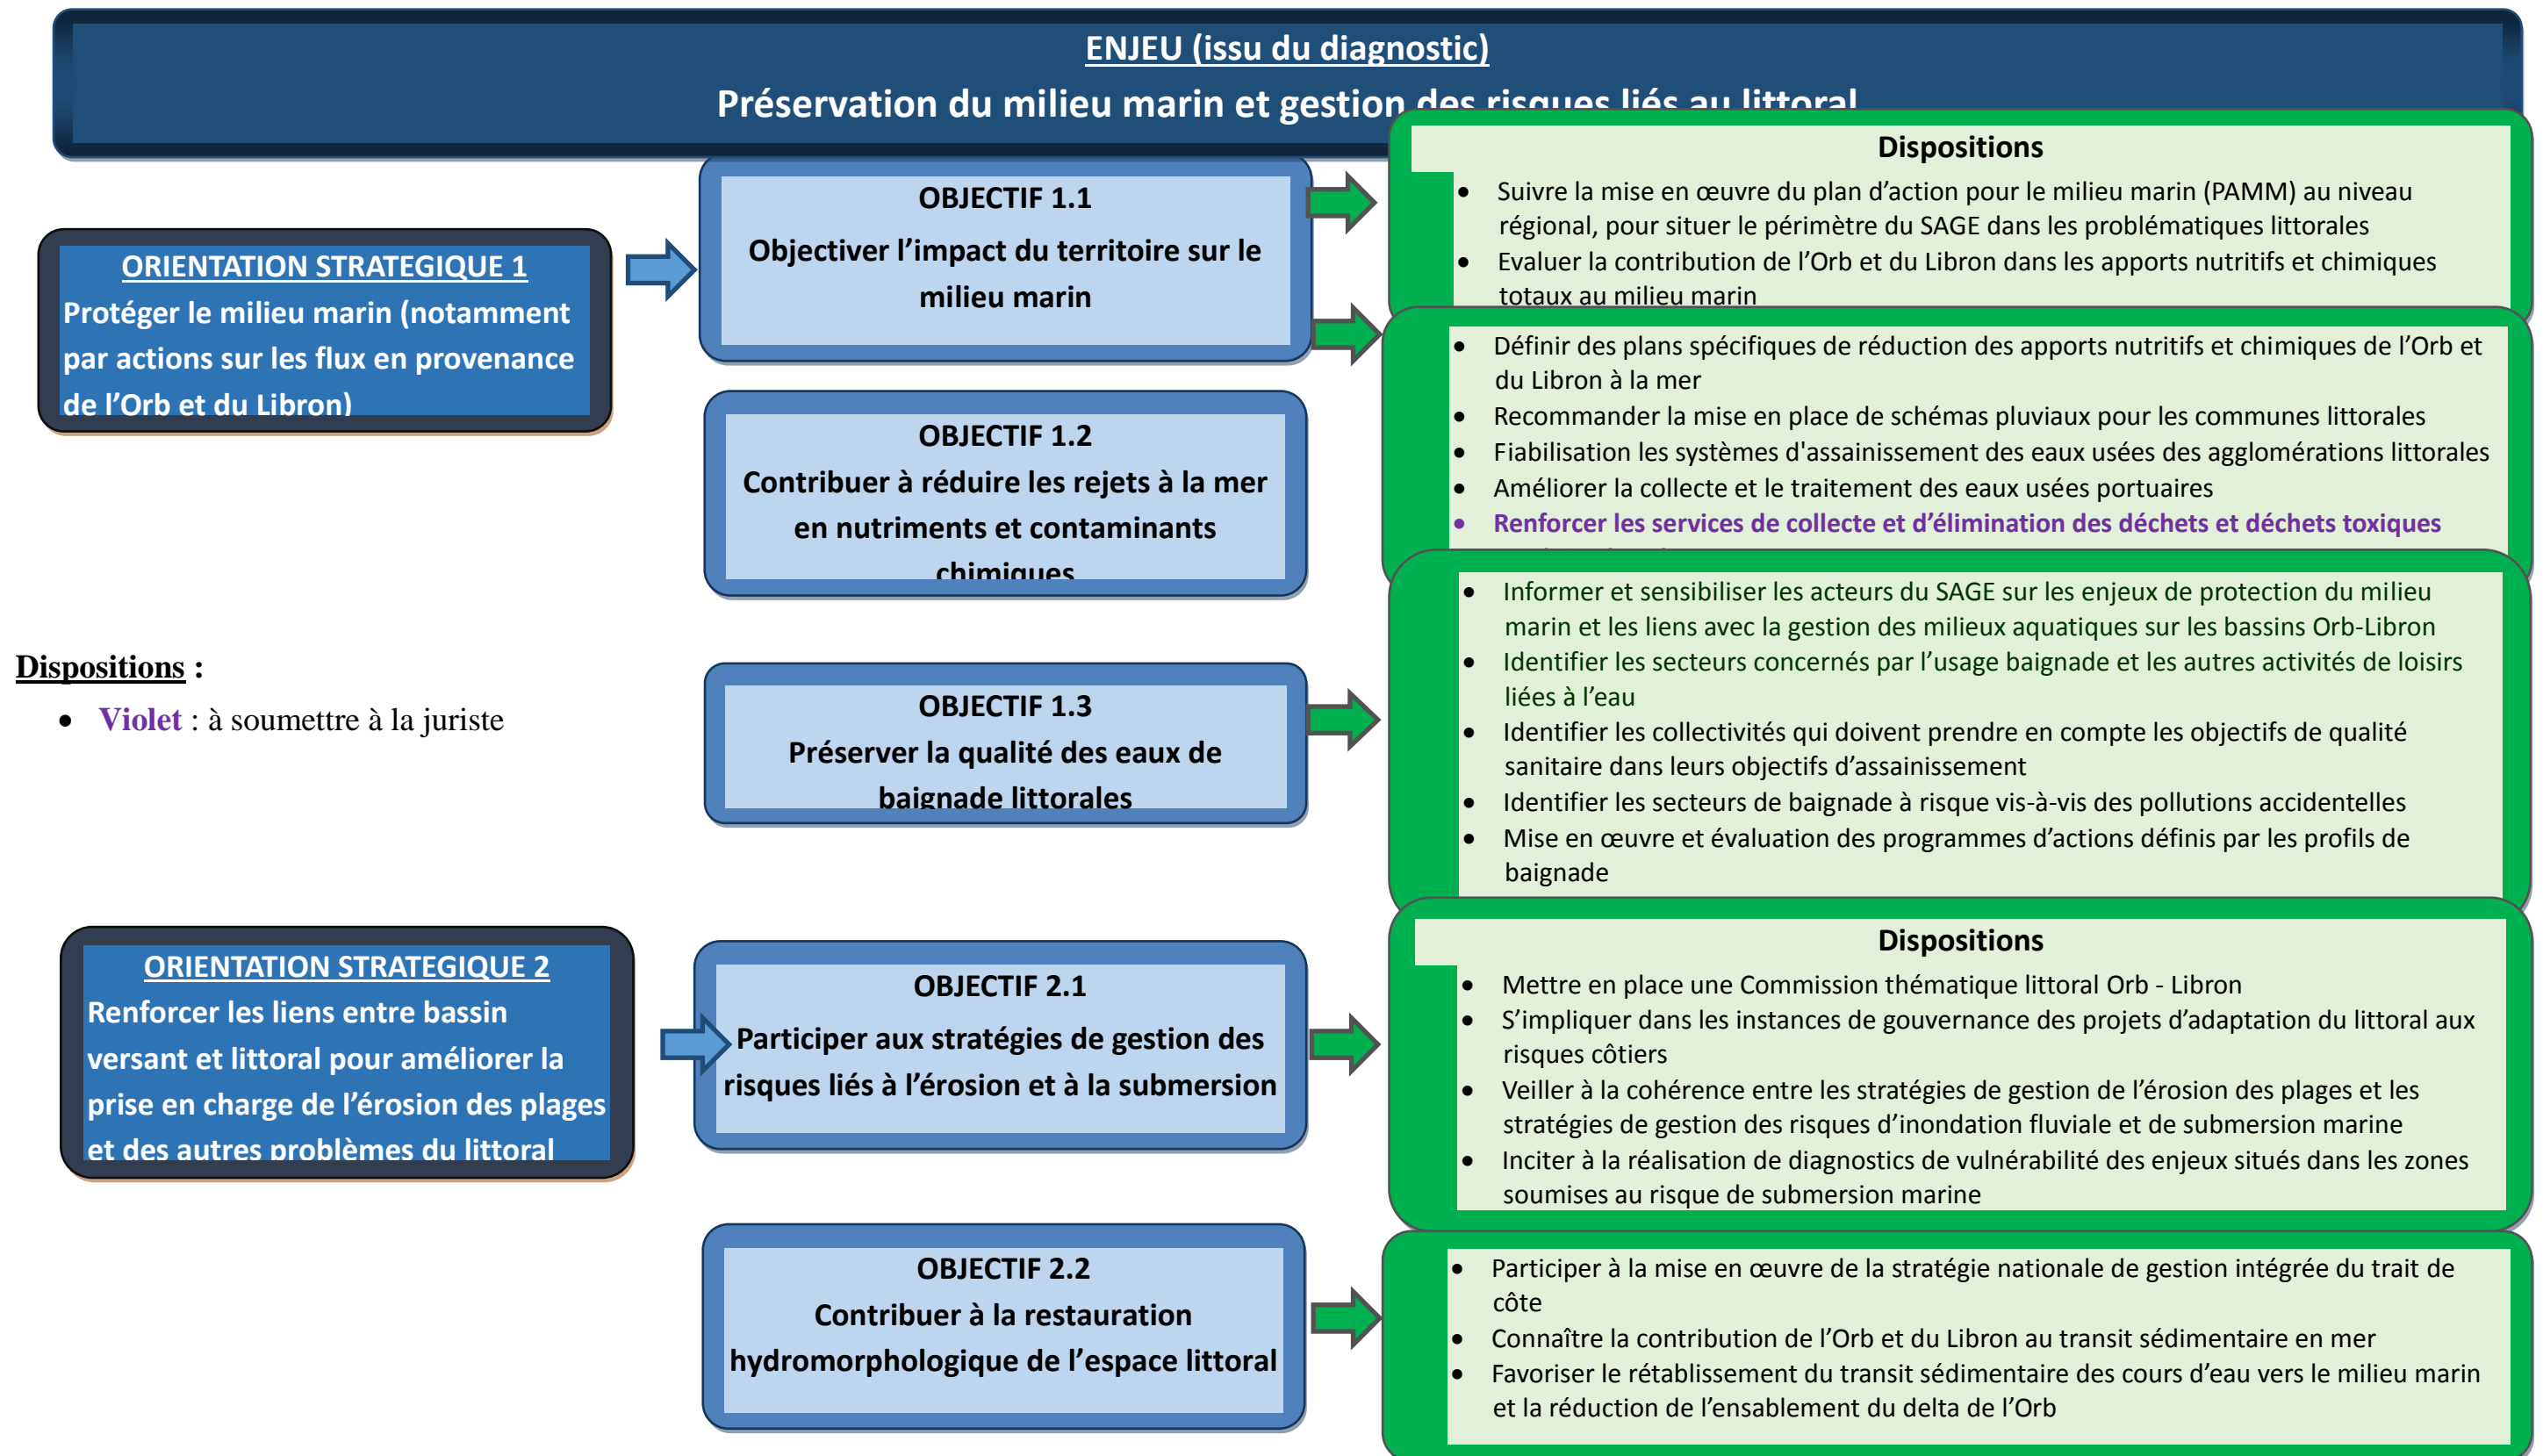 ENJEU (issu du diagnostic)
Préservation du milieu marin et gestion des risques liés au littoral
ORIENTATION STRATEGIQUE 1
Protéger le milieu marin (notamment
par actions sur les flux en provenance
de l’Orb et du Libron)
OBJECTIF 1.1
Objectiver l’impact du territoire sur le
milieu marin
Dispositions
• Suivre la mise en œuvre du plan d’action pour le milieu marin (PAMM) au niveau
régional, pour situer le périmètre du SAGE dans les problématiques littorales
• Evaluer la contribution de l’Orb et du Libron dans les apports nutritifs et chimiques
totaux au milieu marin
OBJECTIF 1.2
Contribuer à réduire les rejets à la mer
en nutriments et contaminants
chimiques
• Définir des plans spécifiques de réduction des apports nutritifs et chimiques de l’Orb et
du Libron à la mer
• Recommander la mise en place de schémas pluviaux pour les communes littorales
• Fiabilisation les systèmes d'assainissement des eaux usées des agglomérations littorales
• Améliorer la collecte et le traitement des eaux usées portuaires
• Renforcer les services de collecte et d’élimination des déchets et déchets toxiques
Dispositions :
• Violet : à soumettre à la juriste
OBJECTIF 1.3
Préserver la qualité des eaux de
baignade littorales
• Informer et sensibiliser les acteurs du SAGE sur les enjeux de protection du milieu
marin et les liens avec la gestion des milieux aquatiques sur les bassins Orb-Libron
• Identifier les secteurs concernés par l’usage baignade et les autres activités de loisirs
liées à l’eau
• Identifier les collectivités qui doivent prendre en compte les objectifs de qualité
sanitaire dans leurs objectifs d’assainissement
• Identifier les secteurs de baignade à risque vis-à-vis des pollutions accidentelles
• Mise en œuvre et évaluation des programmes d’actions définis par les profils de
baignade
ORIENTATION STRATEGIQUE 2
Renforcer les liens entre bassin
versant et littoral pour améliorer la
prise en charge de l’érosion des plages
et des autres problèmes du littoral
OBJECTIF 2.1
Participer aux stratégies de gestion des
risques liés à l’érosion et à la submersion
Dispositions
• Mettre en place une Commission thématique littoral Orb - Libron
• S’impliquer dans les instances de gouvernance des projets d’adaptation du littoral aux
risques côtiers
• Veiller à la cohérence entre les stratégies de gestion de l’érosion des plages et les
stratégies de gestion des risques d’inondation fluviale et de submersion marine
• Inciter à la réalisation de diagnostics de vulnérabilité des enjeux situés dans les zones
soumises au risque de submersion marine
OBJECTIF 2.2
Contribuer à la restauration
hydromorphologique de l’espace littoral
• Participer à la mise en œuvre de la stratégie nationale de gestion intégrée du trait de
côte
• Connaître la contribution de l’Orb et du Libron au transit sédimentaire en mer
• Favoriser le rétablissement du transit sédimentaire des cours d’eau vers le milieu marin
et la réduction de l’ensablement du delta de l’Orb